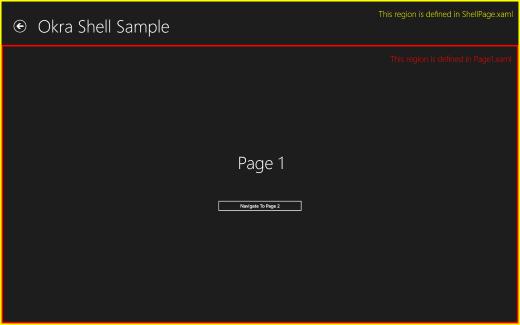 This region is defined in ShellPage.xaml
Okra Shell Sample
This region is defined in Page1.xaml
Page 1
Navigate To Page 2